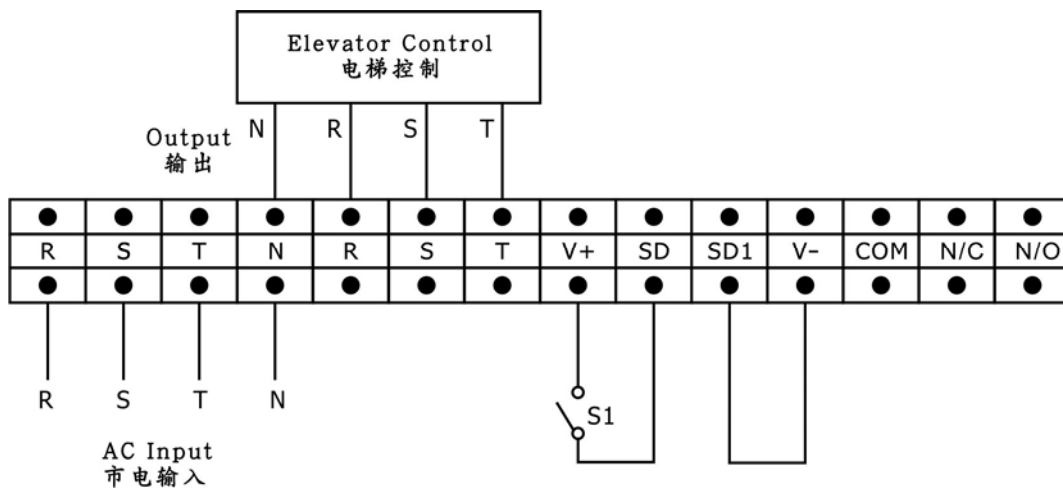 Elevator Control
电梯控制
Output
输出
N R S T
R S T N R S T V+ SD SD1 V- COM N/C N/O
R S T N
S1
AC Input
市电输入